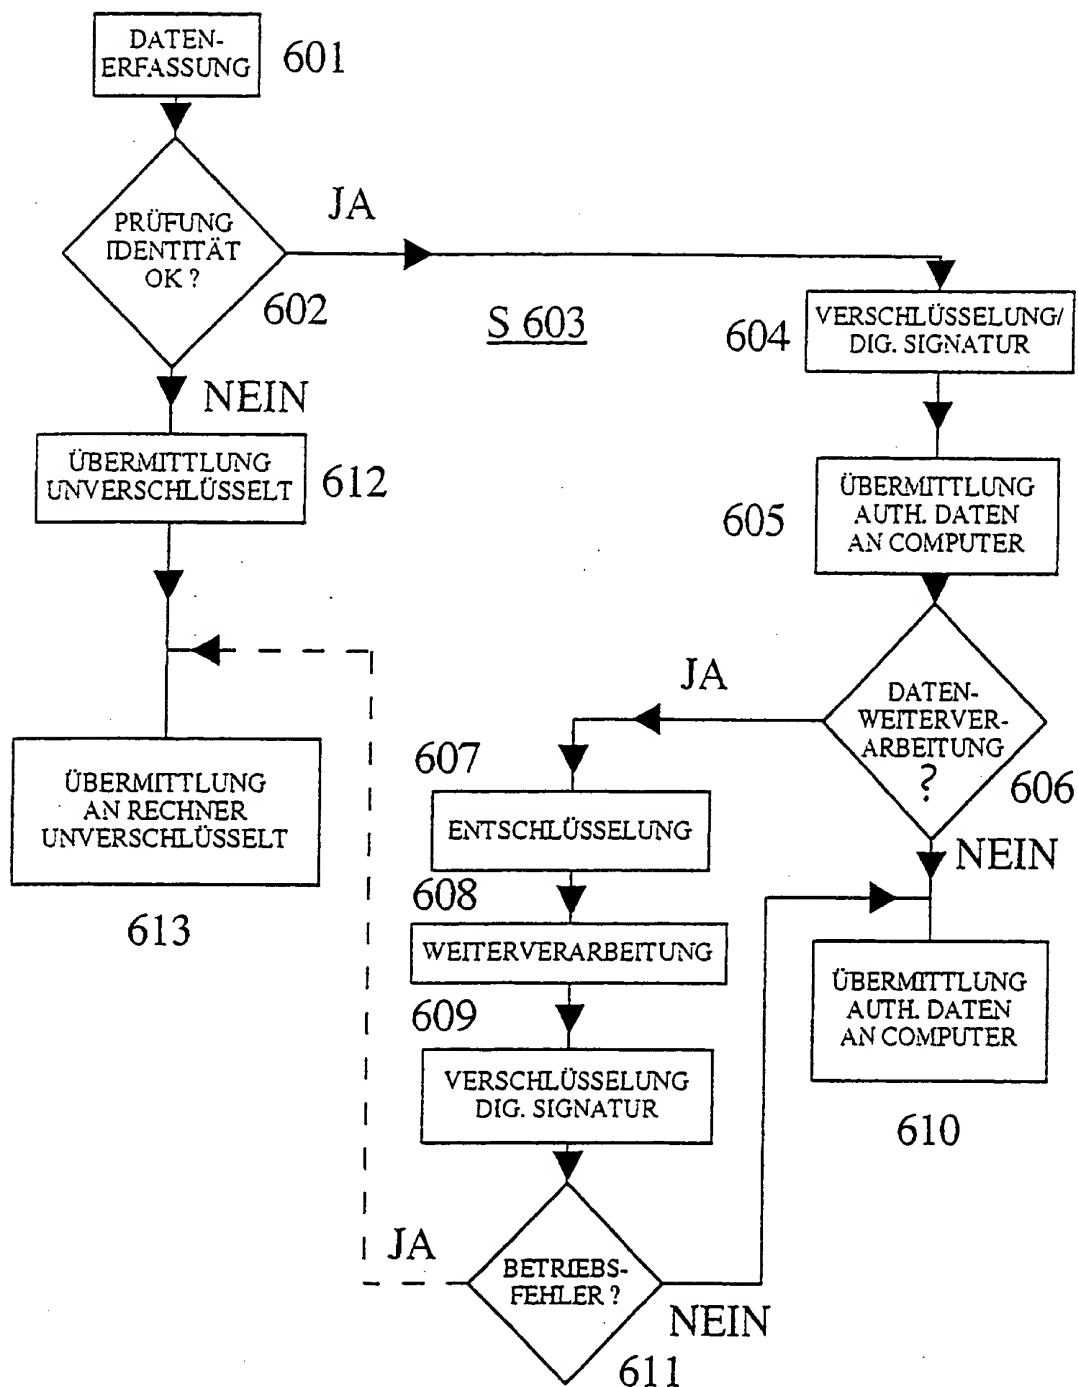 DATEN-
ERFASSUNG
601
PRÜFUNG
IDENTITÄT
OK ?
602
JA
S 603
604
VERSCHLÜSSELUNG/
DIG. SIGNATUR
NEIN
ÜBERMITTLUNG
UNVERSCHLÜSSELT
612
605
ÜBERMITTLUNG
AUTH. DATEN
AN COMPUTER
JA
DATEN-
WEITERVER-
ARBEITUNG
?
606
NEIN
ÜBERMITTLUNG
AN RECHNER
UNVERSCHLÜSSELT
613
607
ENTSCHLÜSSELUNG
608
WEITERVERARBEITUNG
609
VERSCHLÜSSELUNG
DIG. SIGNATUR
ÜBERMITTLUNG
AUTH. DATEN
AN COMPUTER
610
JA
BETRIEBS-
FEHLER ?
NEIN
611